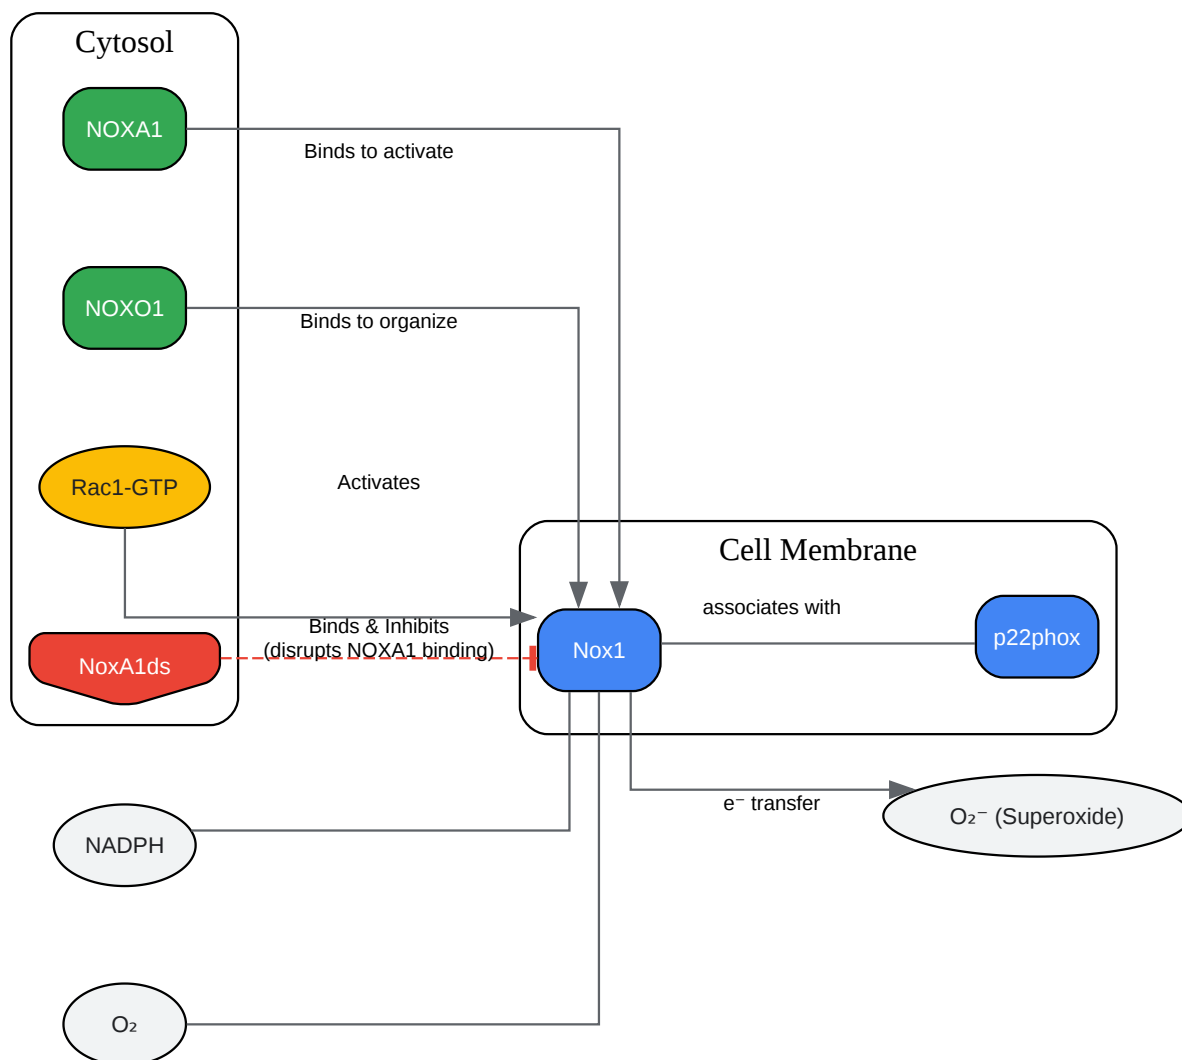 Cytosol
NOXA1
Binds to activate
NOXO1
Binds to organize
Rac1-GTP
Activates
Cell Membrane
associates with
Binds & Inhibits
(disrupts NOXA1 binding)
NoxA1ds
Nox1
p22phox
e⁻ transfer
O₂⁻ (Superoxide)
NADPH
O₂